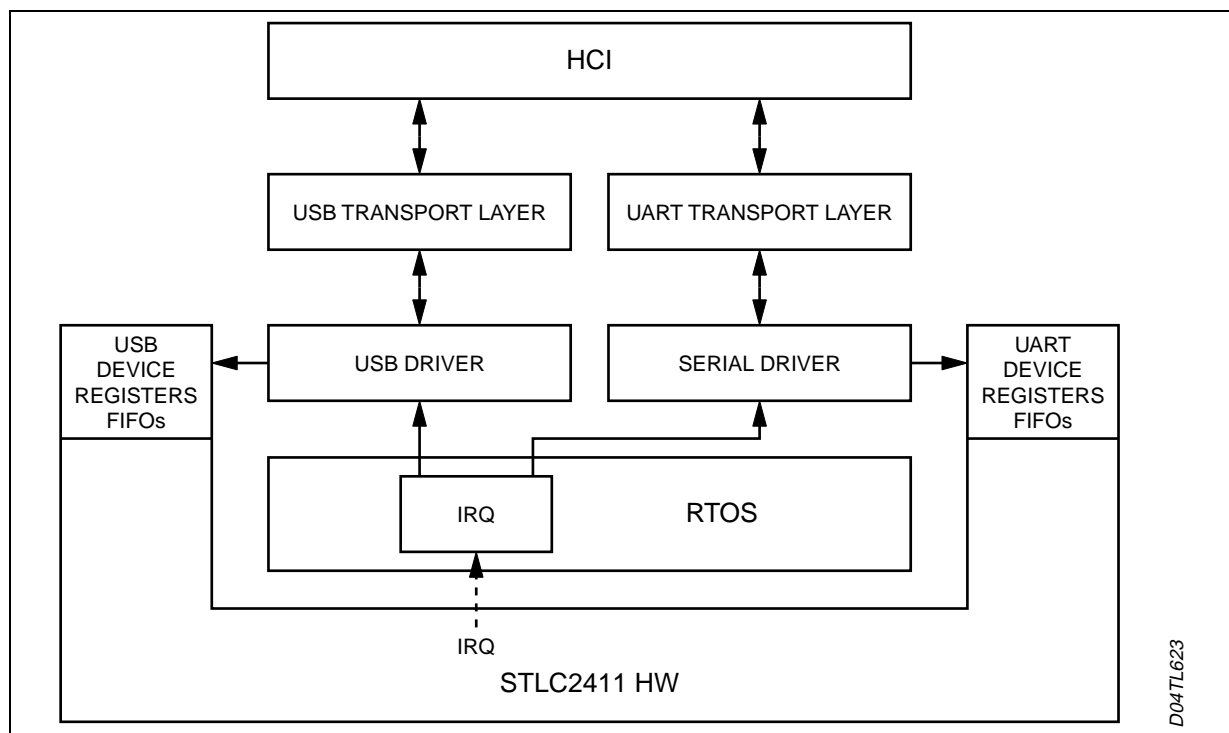 HCI
USB TRANSPORT LAYER
UART TRANSPORT LAYER
USB
DEVICE
REGISTERS
FIFOs
USB DRIVER
SERIAL DRIVER
UART
DEVICE
REGISTERS
FIFOs
IRQ
RTOS
IRQ
STLC2411 HW
D04TL623